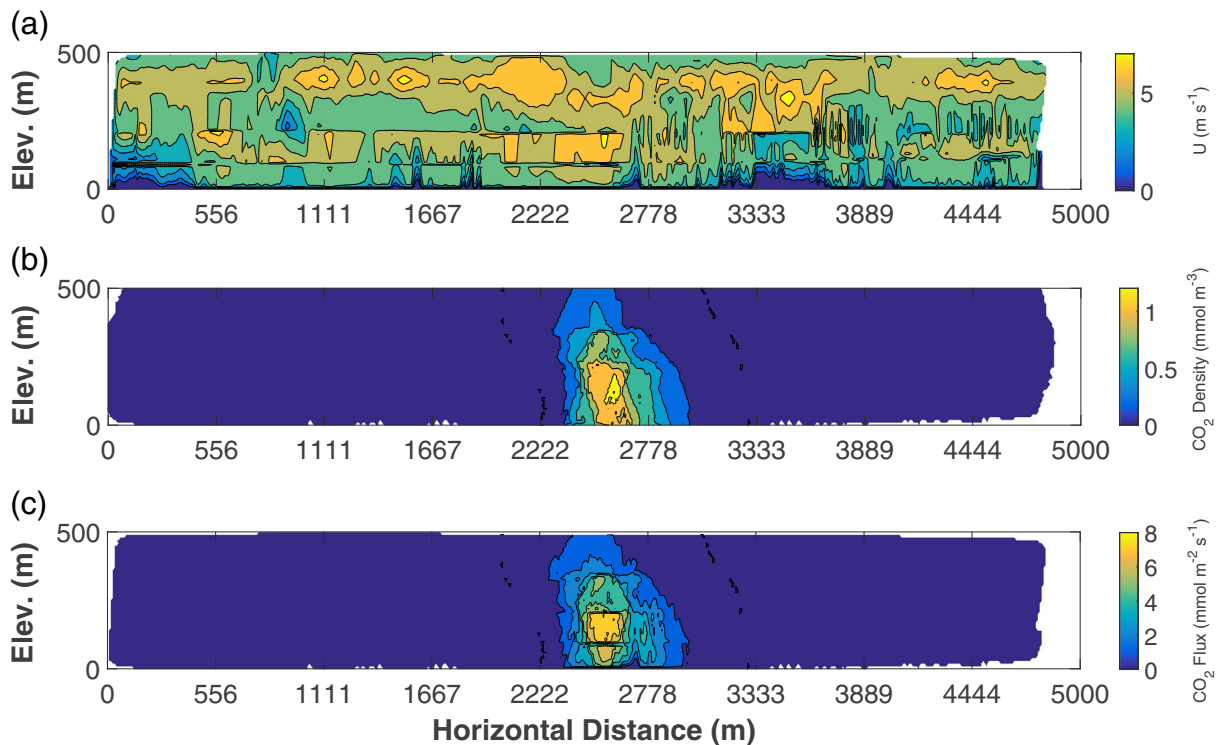 (a)
500
0
Elev. (m)
0 556 1111 1667 2222 2778 3333 3889 4444 5000
5
0
U (m s⁻¹)
(b)
500
0
Elev. (m)
0 556 1111 1667 2222 2778 3333 3889 4444 5000
1
0.5
0
CO₂ Density (mmol m⁻³)
(c)
500
0
Elev. (m)
0 556 1111 1667 2222 2778 3333 3889 4444 5000
8
6
4
2
0
CO₂ Flux (mmol m⁻² s⁻¹)
Horizontal Distance (m)